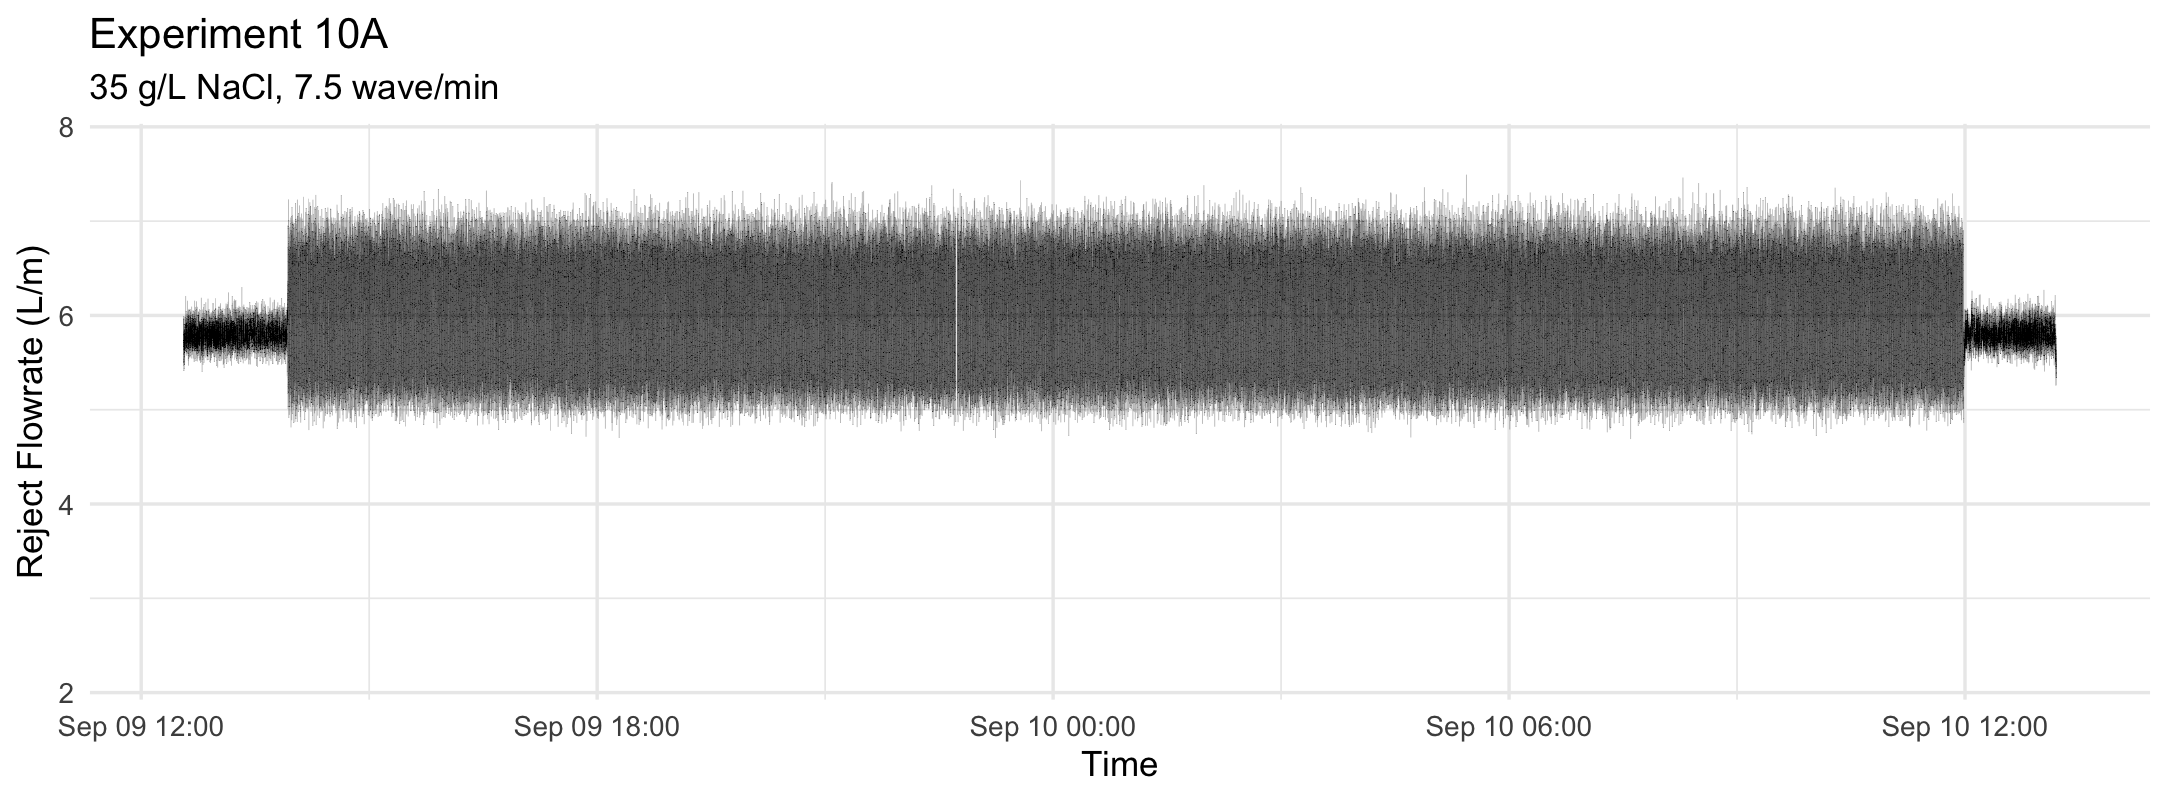 Experiment 10A
35 g/L NaCl, 7.5 wave/min
Reject Flowrate (L/m)
8
6
4
2
Sep 09 12:00 Sep 09 18:00 Sep 10 00:00 Sep 10 06:00 Sep 10 12:00
Time